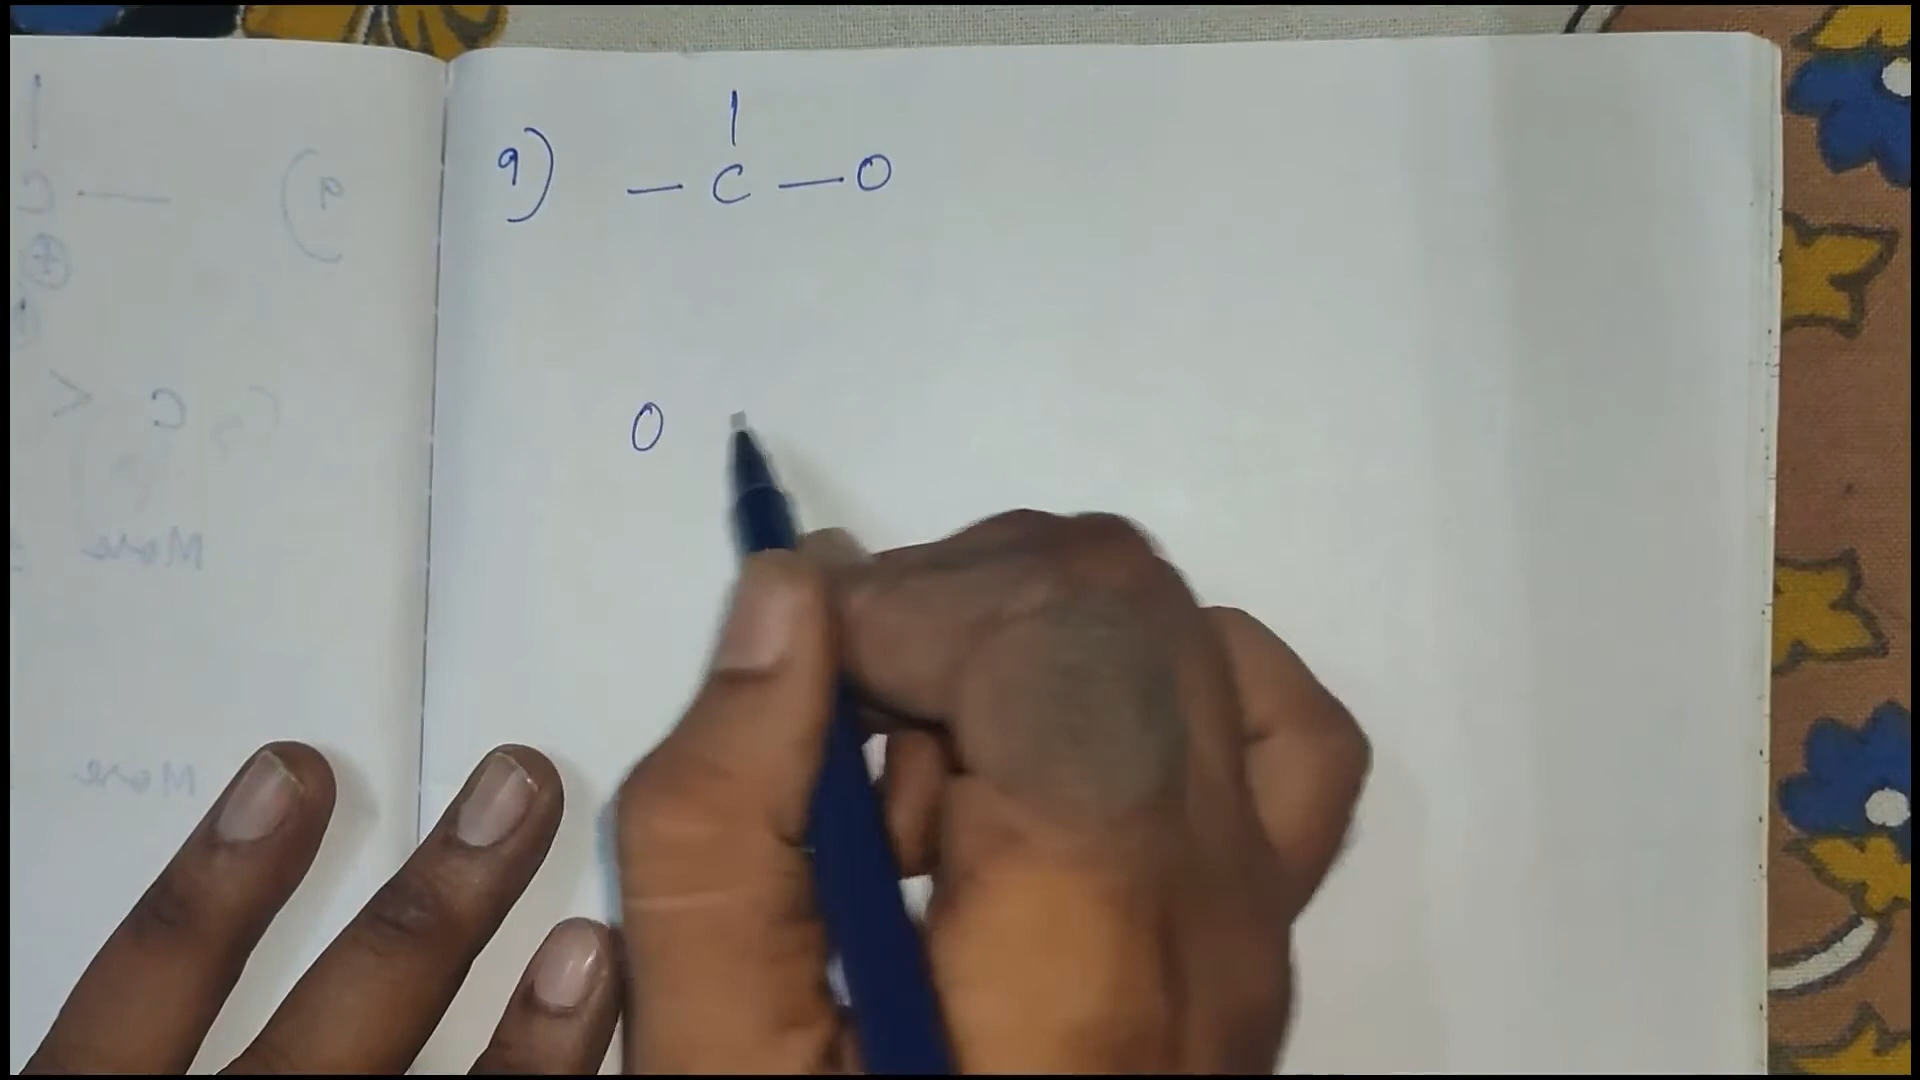 |
9) — C — O
O